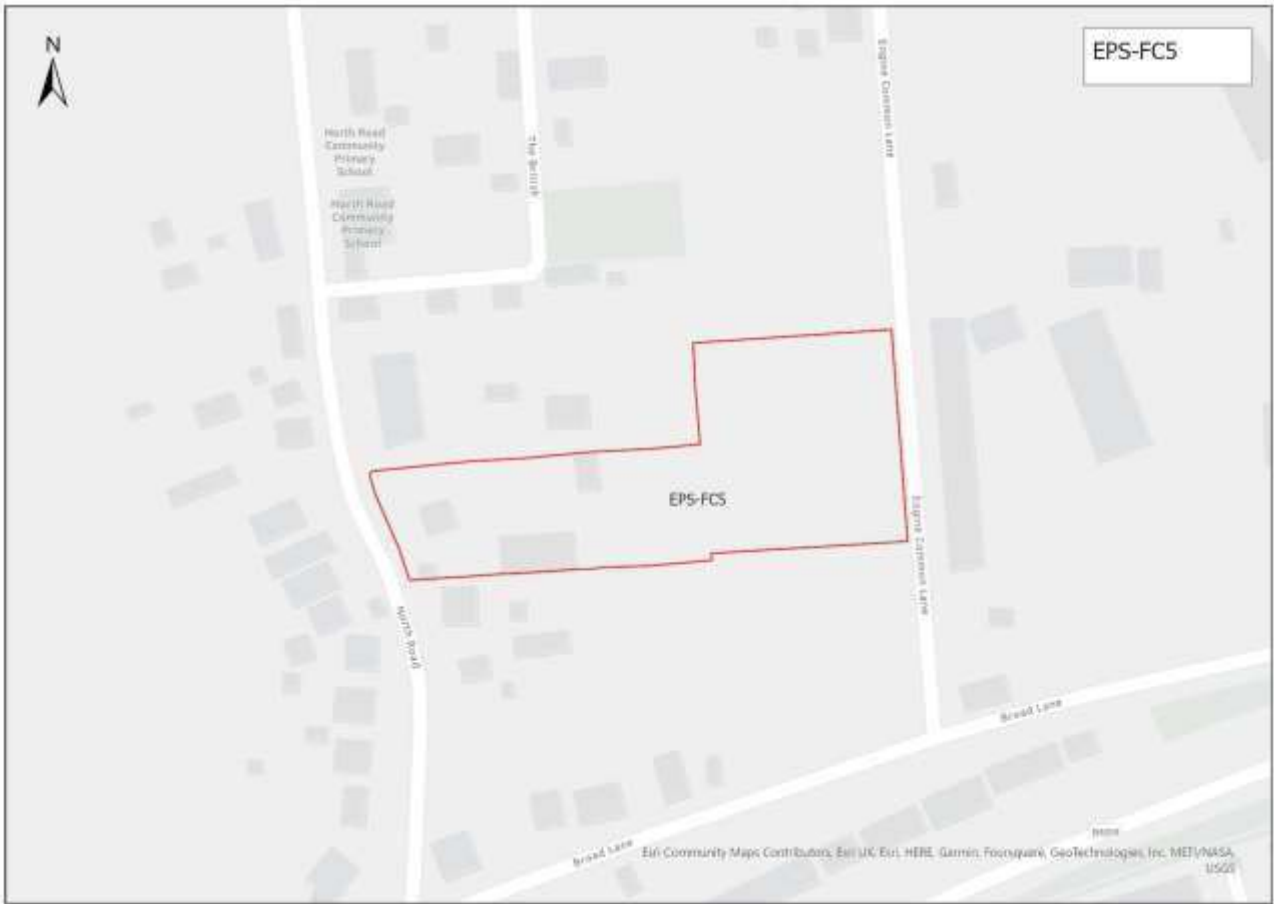 N
EPS-FC5
Engine Common Lane
North Road
Community
Primary
School
The British
North Road
Community
Primary
School
EPS-FC5
Engine Common Lane
North Road
Broad Lane
Broad Lane
Esri Community Maps Contributors, Esri UK, Esri, HERE, Garmin, Foursquare, GeoTechnologies, Inc, METI/NASA,
USGS